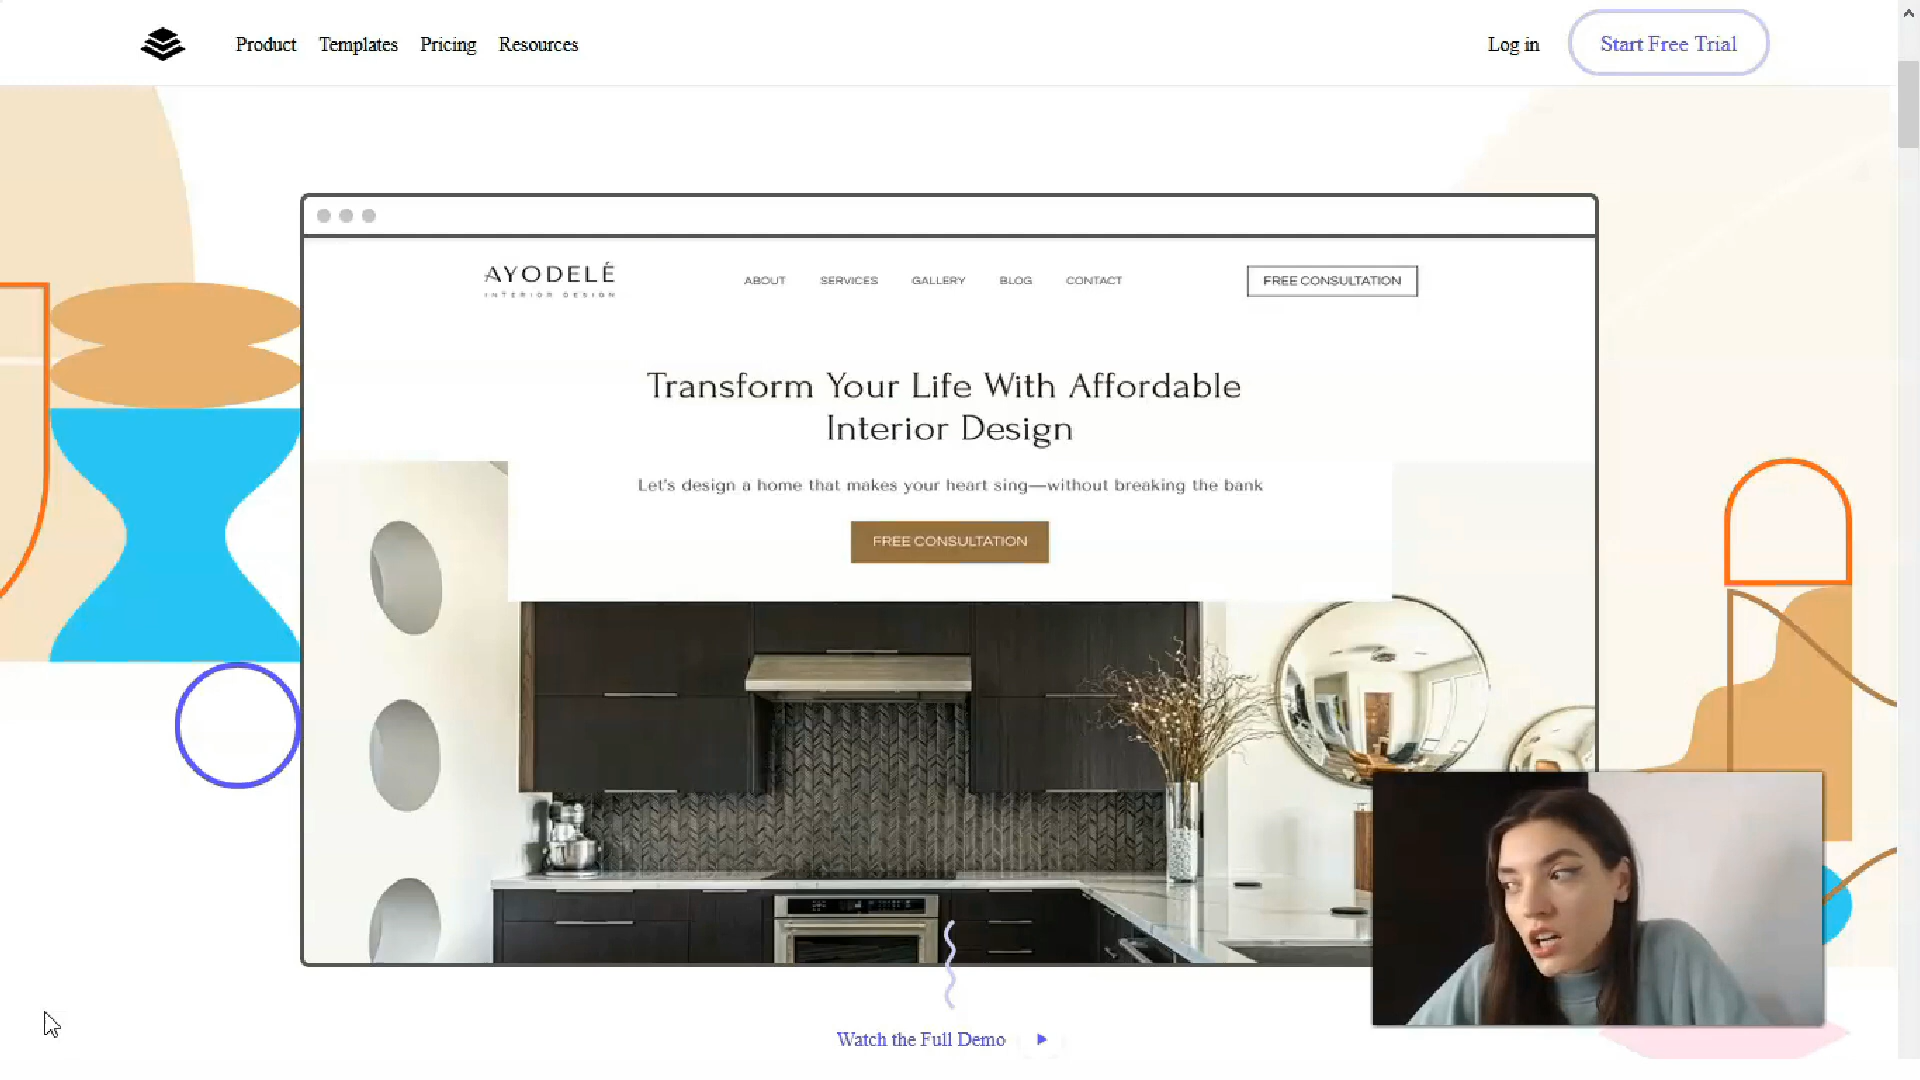 Product Templates Pricing Resources Log in Start Free Trial
AYODELÉ
INTERIOR DESIGN
ABOUT SERVICES GALLERY BLOG CONTACT FREE CONSULTATION
Transform Your Life With Affordable
Interior Design
Let's design a home that makes your heart sing—without breaking the bank
FREE CONSULTATION
Watch the Full Demo